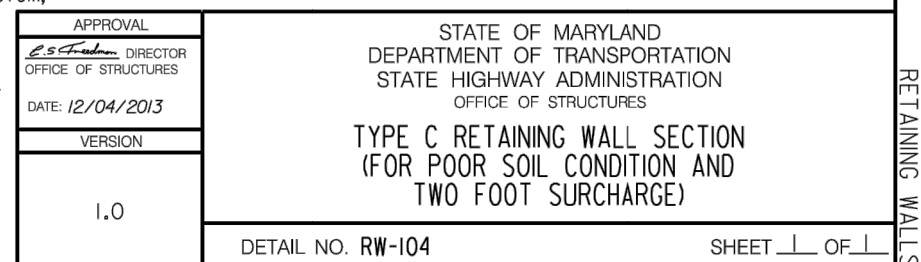 APPROVAL
E.S. Freedman DIRECTOR
OFFICE OF STRUCTURES
DATE: 12/04/2013
VERSION
1.0
STATE OF MARYLAND
DEPARTMENT OF TRANSPORTATION
STATE HIGHWAY ADMINISTRATION
OFFICE OF STRUCTURES
TYPE C RETAINING WALL SECTION
(FOR POOR SOIL CONDITION AND
TWO FOOT SURCHARGE)
DETAIL NO. RW-104
SHEET 1 OF 1
RETAINING WALLS